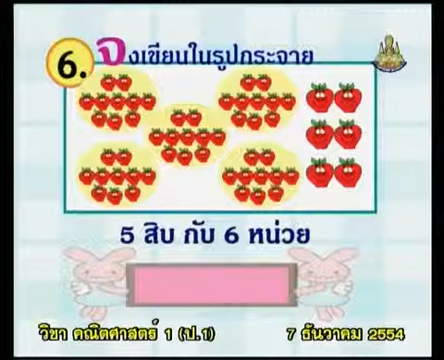 6. จงเขียนในรูปกระจาย
5 สิบ กับ 6 หน่วย
วิชา คณิตศาสตร์ 1 (ป.1)
7 ธันวาคม 2554